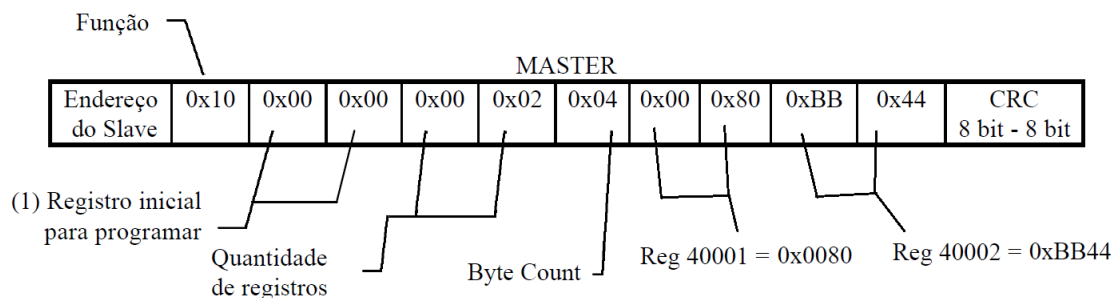 Função
MASTER
Endereço do Slave 0x10 0x00 0x00 0x00 0x02 0x04 0x00 0x80 0xBB 0x44 CRC 8 bit - 8 bit
(1) Registro inicial
para programar
Quantidade
de registros
Byte Count
Reg 40001 = 0x0080
Reg 40002 = 0xBB44